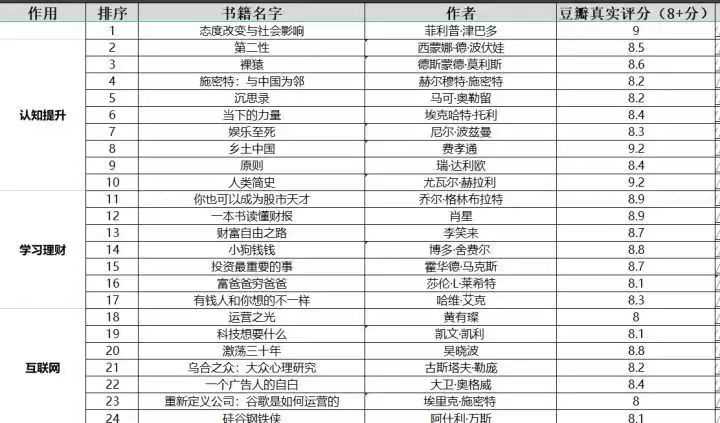 作用 排序 书籍名字 作者 豆瓣真实评分（8+分）
1 态度改变与社会影响 菲利普·津巴多 9
2 第二性 西蒙娜·德·波伏娃 8.5
3 裸猿 德斯蒙德·莫利斯 8.6
4 施密特：与中国为邻 赫尔穆特·施密特 8.2
认知提升 5 沉思录 马可·奥勒留 8.2
6 当下的力量 埃克哈特·托利 8.4
7 娱乐至死 尼尔·波兹曼 8.3
8 乡土中国 费孝通 9.2
9 原则 瑞·达利欧 8.4
10 人类简史 尤瓦尔·赫拉利 9.2
11 你也可以成为股市天才 乔尔·格林布拉特 8.9
12 一本书读懂财报 肖星 8.9
13 财富自由之路 李笑来 8.7
学习理财 14 小狗钱钱 博多·舍费尔 8.8
15 投资最重要的事 霍华德·马克斯 8.7
16 富爸爸穷爸爸 莎伦·L·莱希特 8.1
17 有钱人和你想的不一样 哈维·艾克 8.3
18 运营之光 黄有璨 8
19 科技想要什么 凯文·凯利 8.1
20 激荡三十年 吴晓波 8.8
互联网 21 乌合之众：大众心理研究 古斯塔夫·勒庞 8.2
22 一个广告人的自白 大卫·奥格威 8.4
23 重新定义公司：谷歌是如何运营的 埃里克·施密特 8
24 硅谷钢铁侠 阿什利·万斯 8.1